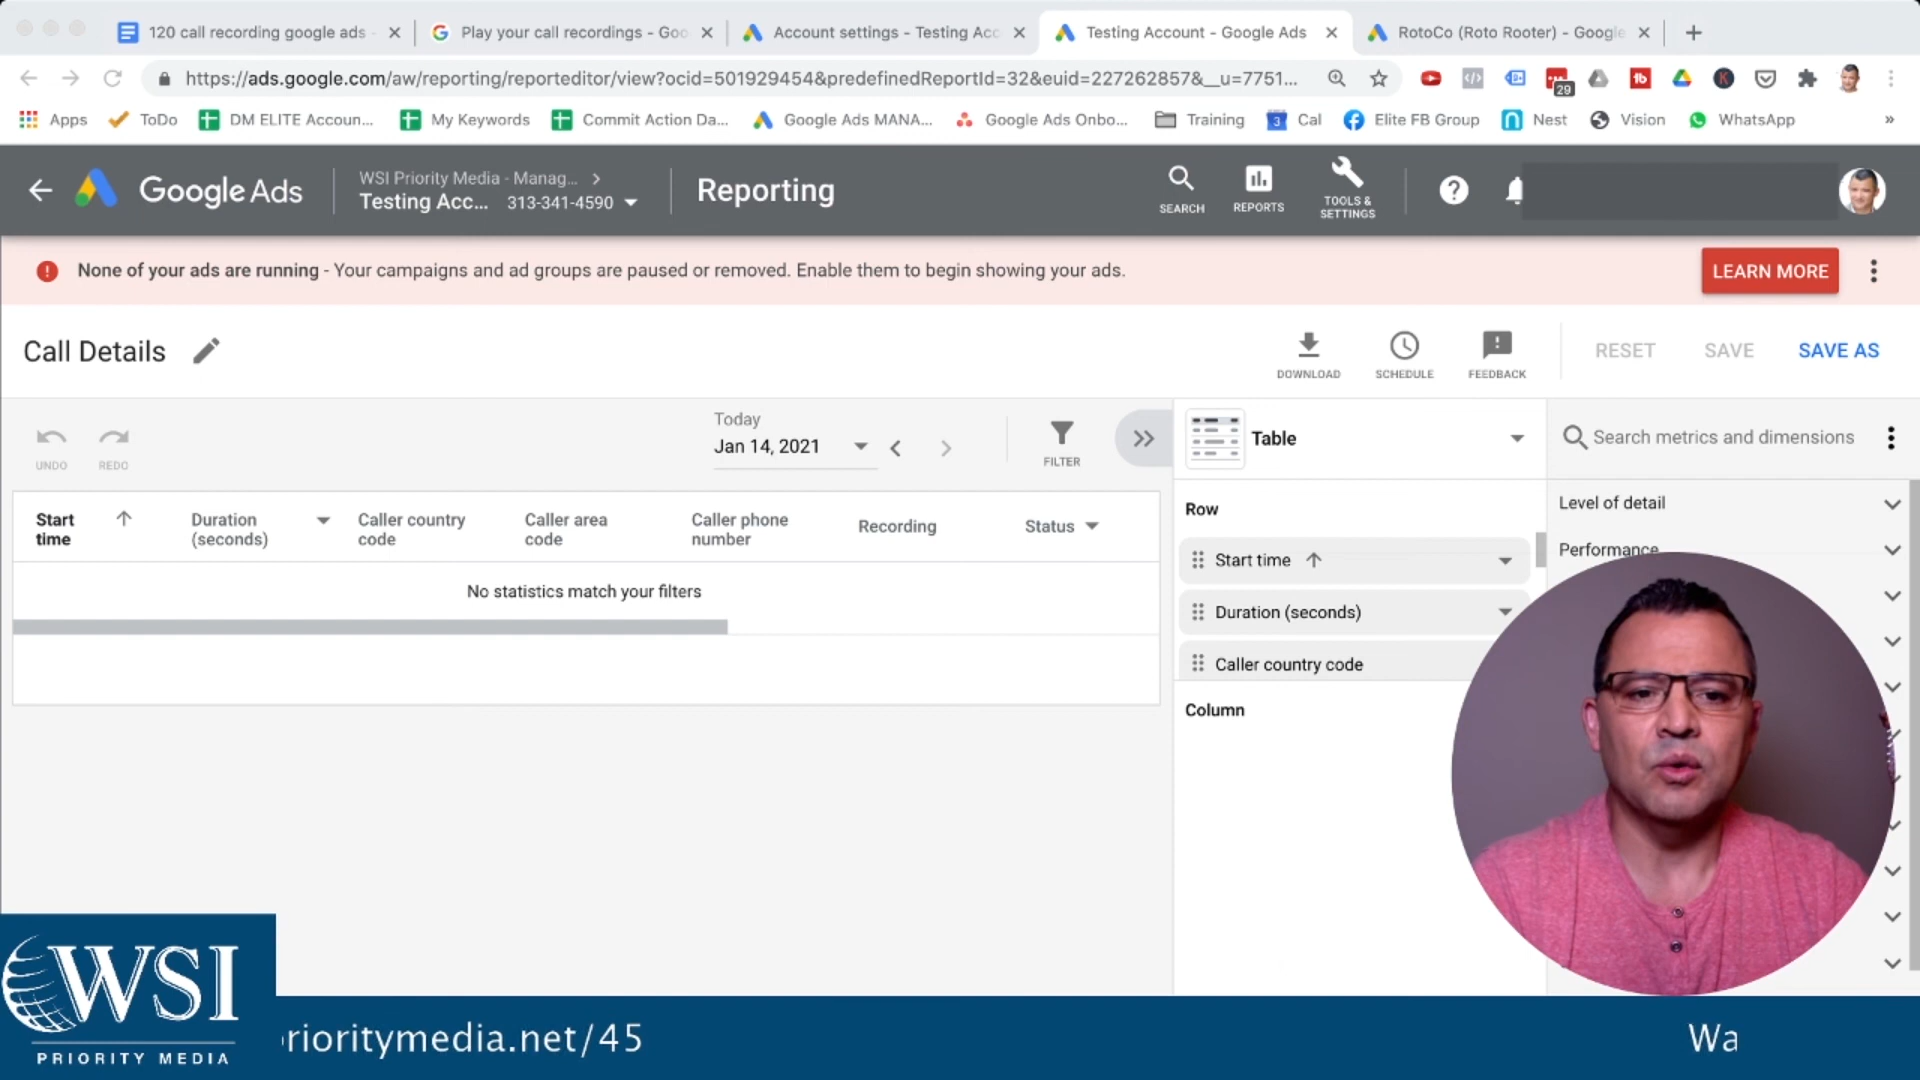 120 call recording google ads
Play your call recordings - Goo
Account settings - Testing Acc
Testing Account - Google Ads
RotoCo (Roto Rooter) - Google
https://ads.google.com/aw/reporting/reporteditor/view?ocid=501929454&predefinedReportId=32&euid=227262857&__u=7751...
29
Apps
ToDo
DM ELITE Accoun...
My Keywords
Commit Action Da...
Google Ads MANA...
Google Ads Onbo...
Training
3
Cal
Elite FB Group
Nest
Vision
WhatsApp
»
Google Ads
WSI Priority Media - Manag...
Testing Acc... 313-341-4590
Reporting
SEARCH
REPORTS
TOOLS &
SETTINGS
None of your ads are running - Your campaigns and ad groups are paused or removed. Enable them to begin showing your ads.
LEARN MORE
Call Details
DOWNLOAD
SCHEDULE
FEEDBACK
RESET
SAVE
SAVE AS
UNDO
REDO
Today
Jan 14, 2021
FILTER
Table
Search metrics and dimensions
Start
time
Duration
(seconds)
Caller country
code
Caller area
code
Caller phone
number
Recording
Status
No statistics match your filters
Row
Start time
Duration (seconds)
Caller country code
Column
Level of detail
Performance
WSI
PRIORITY MEDIA
rioritymedia.net/45
Wa